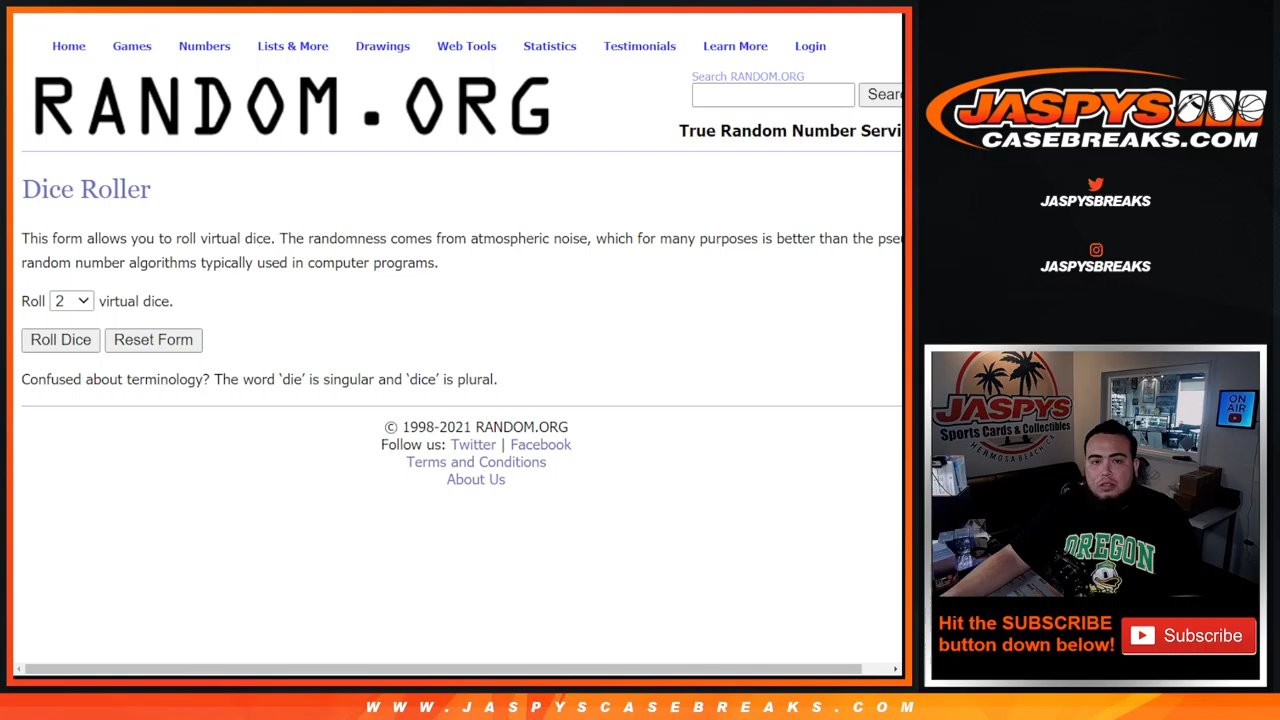 Home Games Numbers Lists & More Drawings Web Tools Statistics Testimonials Learn More Login
RANDOM.ORG
Search RANDOM.ORG
Sear
True Random Number Servi
Dice Roller
This form allows you to roll virtual dice. The randomness comes from atmospheric noise, which for many purposes is better than the pse
random number algorithms typically used in computer programs.
Roll 2 virtual dice.
Roll Dice Reset Form
Confused about terminology? The word ‘die’ is singular and ‘dice’ is plural.
© 1998-2021 RANDOM.ORG
Follow us: Twitter | Facebook
Terms and Conditions
About Us
JASPYS
CASEBREAKS.COM
JASPYSBREAKS
JASPYSBREAKS
JASPYS
Sports Cards & Collectibles
HERMOSA BEACH, CA
ON
AIR
OREGON
Hit the SUBSCRIBE
button down below!
Subscribe
WWW.JASPYSCASEBREAKS.COM